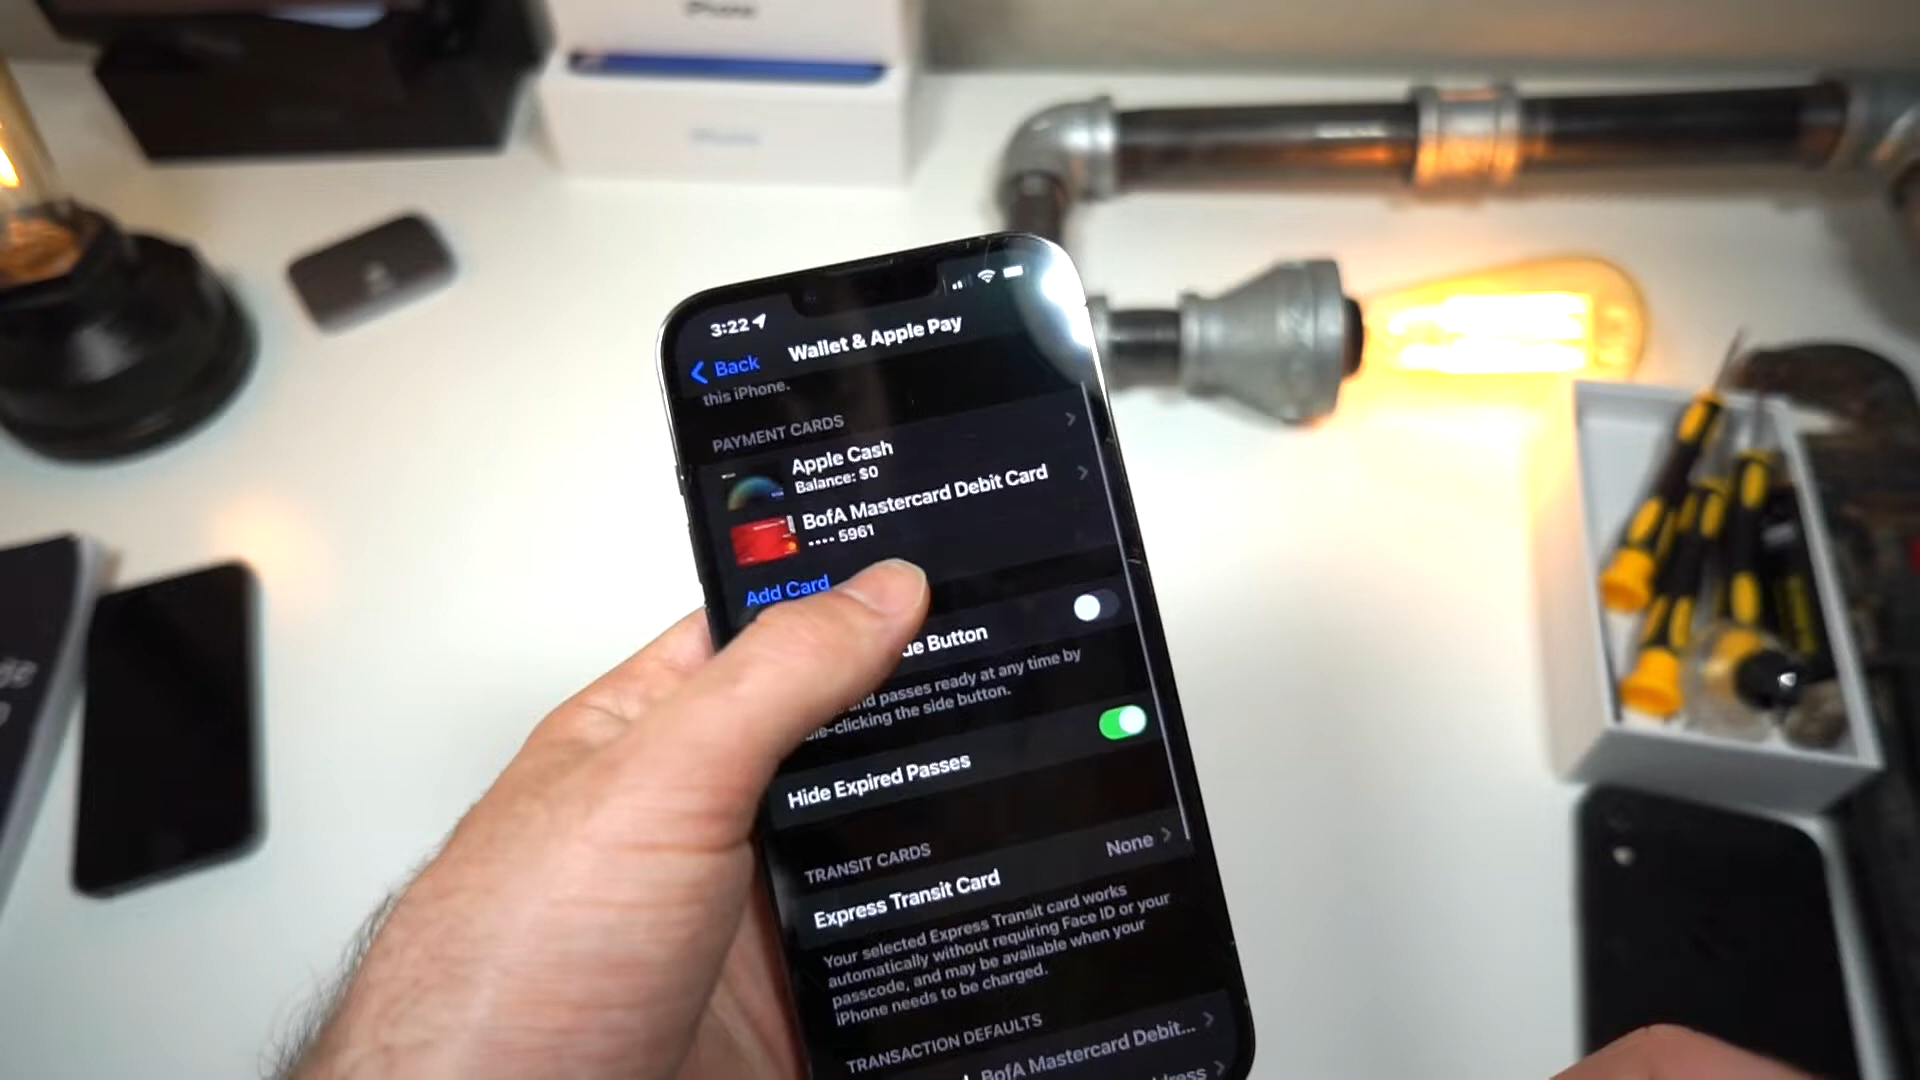 iPhone
iPhone
3:22
Back
Wallet & Apple Pay
this iPhone.
PAYMENT CARDS
Apple Cash
Balance: $0
BofA Mastercard Debit Card
•••• 5961
Add Card
Button
and passes ready at any time by
-clicking the side button.
Hide Expired Passes
TRANSIT CARDS
Express Transit Card
None
Your selected Express Transit card works
automatically without requiring Face ID or your
passcode, and may be available when your
iPhone needs to be charged.
TRANSACTION DEFAULTS
BofA Mastercard Debit...